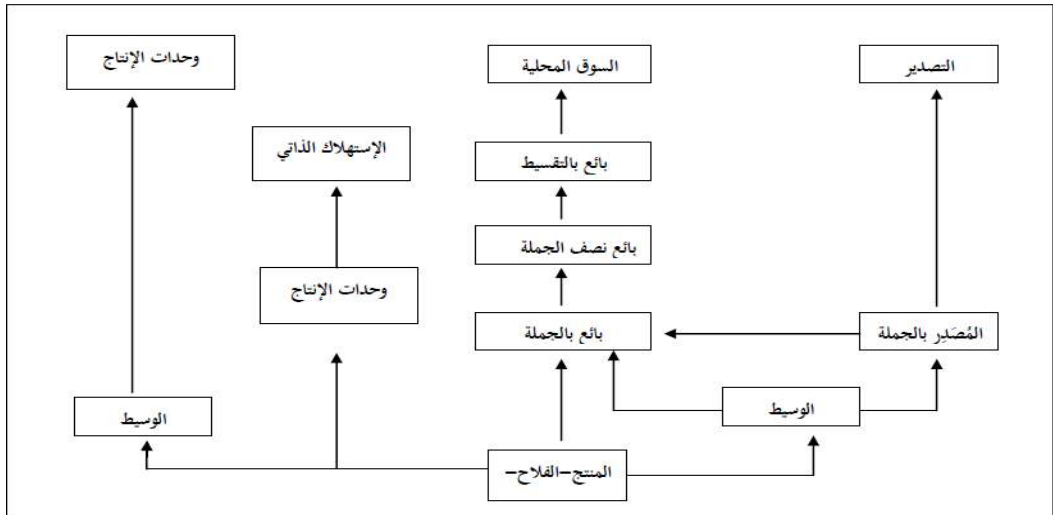 التصدير
السوق المحلية
وحدات الإنتاج
بائع بالتقسيط
الإستهلاك الذاتي
بائع نصف الجملة
وحدات الإنتاج
المُصَدِر بالجملة
بائع بالجملة
الوسيط
الوسيط
المنتج-الفلاح-